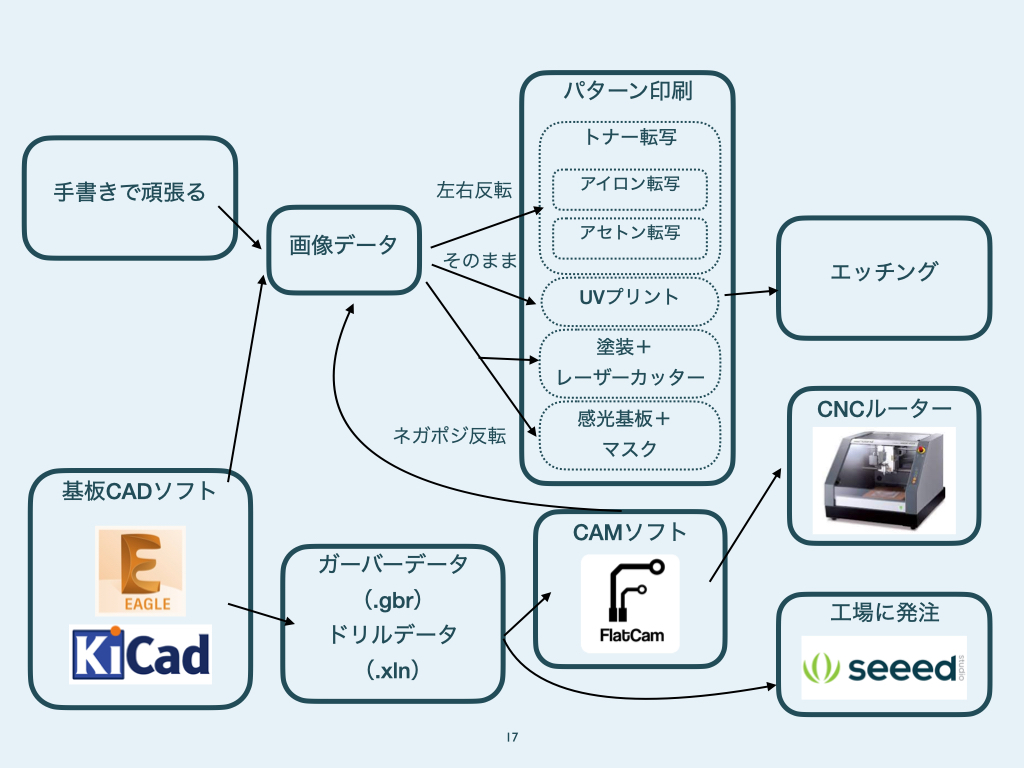 パターン印刷
トナー転写
アイロン転写
アセトン転写
UVプリント
塗装＋
レーザーカッター
感光基板＋
マスク
手書きで頑張る
画像データ
左右反転
そのまま
ネガポジ反転
エッチング
CNCルーター
基板CADソフト
EAGLE
KiCad
ガーバーデータ
（.gbr）
ドリルデータ
（.xln）
CAMソフト
FlatCam
工場に発注
seeed
studio
17